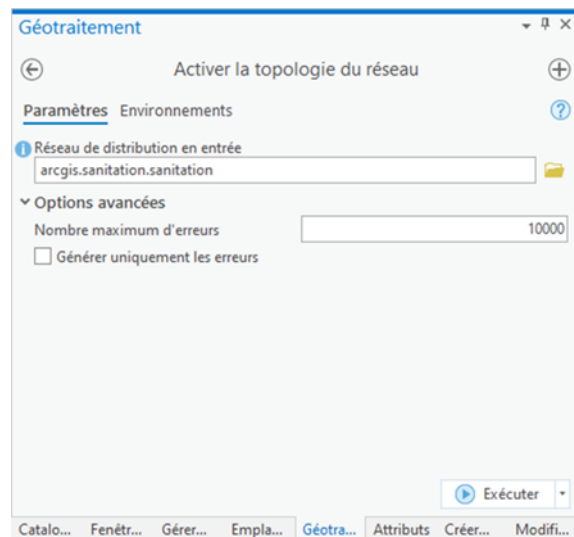 Géotraitement
Activer la topologie du réseau
Paramètres Environnements
Réseau de distribution en entrée
arcgis.sanitation.sanitation
Options avancées
Nombre maximum d'erreurs 10000
Générer uniquement les erreurs
Exécuter
Catalo... Fenêtr... Gérer... Empla... Géotra... Attributs Créer... Modifi...